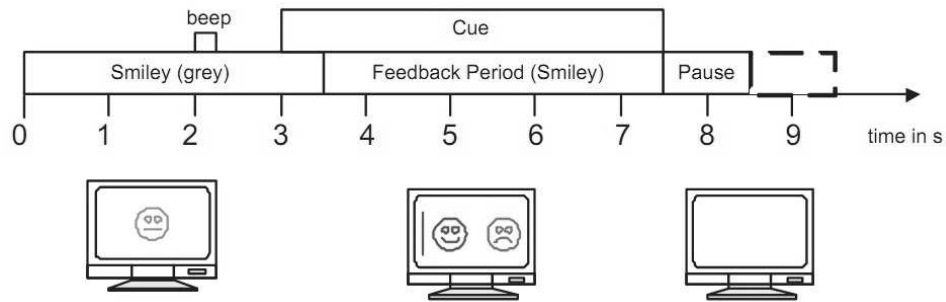 beep
Cue
Smiley (grey) Feedback Period (Smiley) Pause
0 1 2 3 4 5 6 7 8 9 time in s